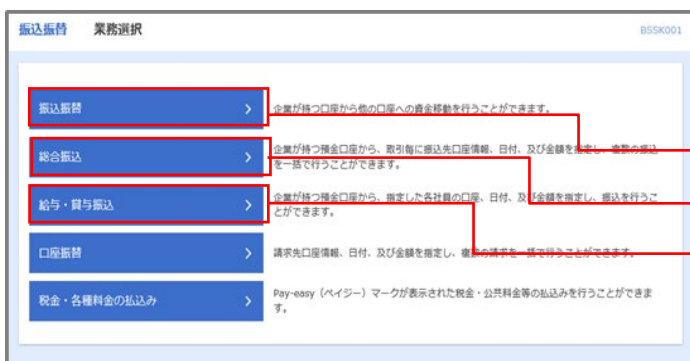 振込振替 業務選択 BSSK001
振込振替
企業が持つ口座から他の口座への資金移動を行うことができます。
総合振込
企業が持つ預金口座から、取引毎に振込先口座情報、日付、及び金額を指定し、複数の振込
を一括で行うことができます。
給与・賞与振込
企業が持つ預金口座から、指定した各社員の口座、日付、及び金額を指定し、振込を行うこ
とができます。
口座振替
請求先口座情報、日付、及び金額を指定し、複数の請求を一括で行うことができます。
税金・各種料金の払込み
Pay-easy（ペイジー）マークが表示された税金・公共料金等の払込みを行うことができま
す。